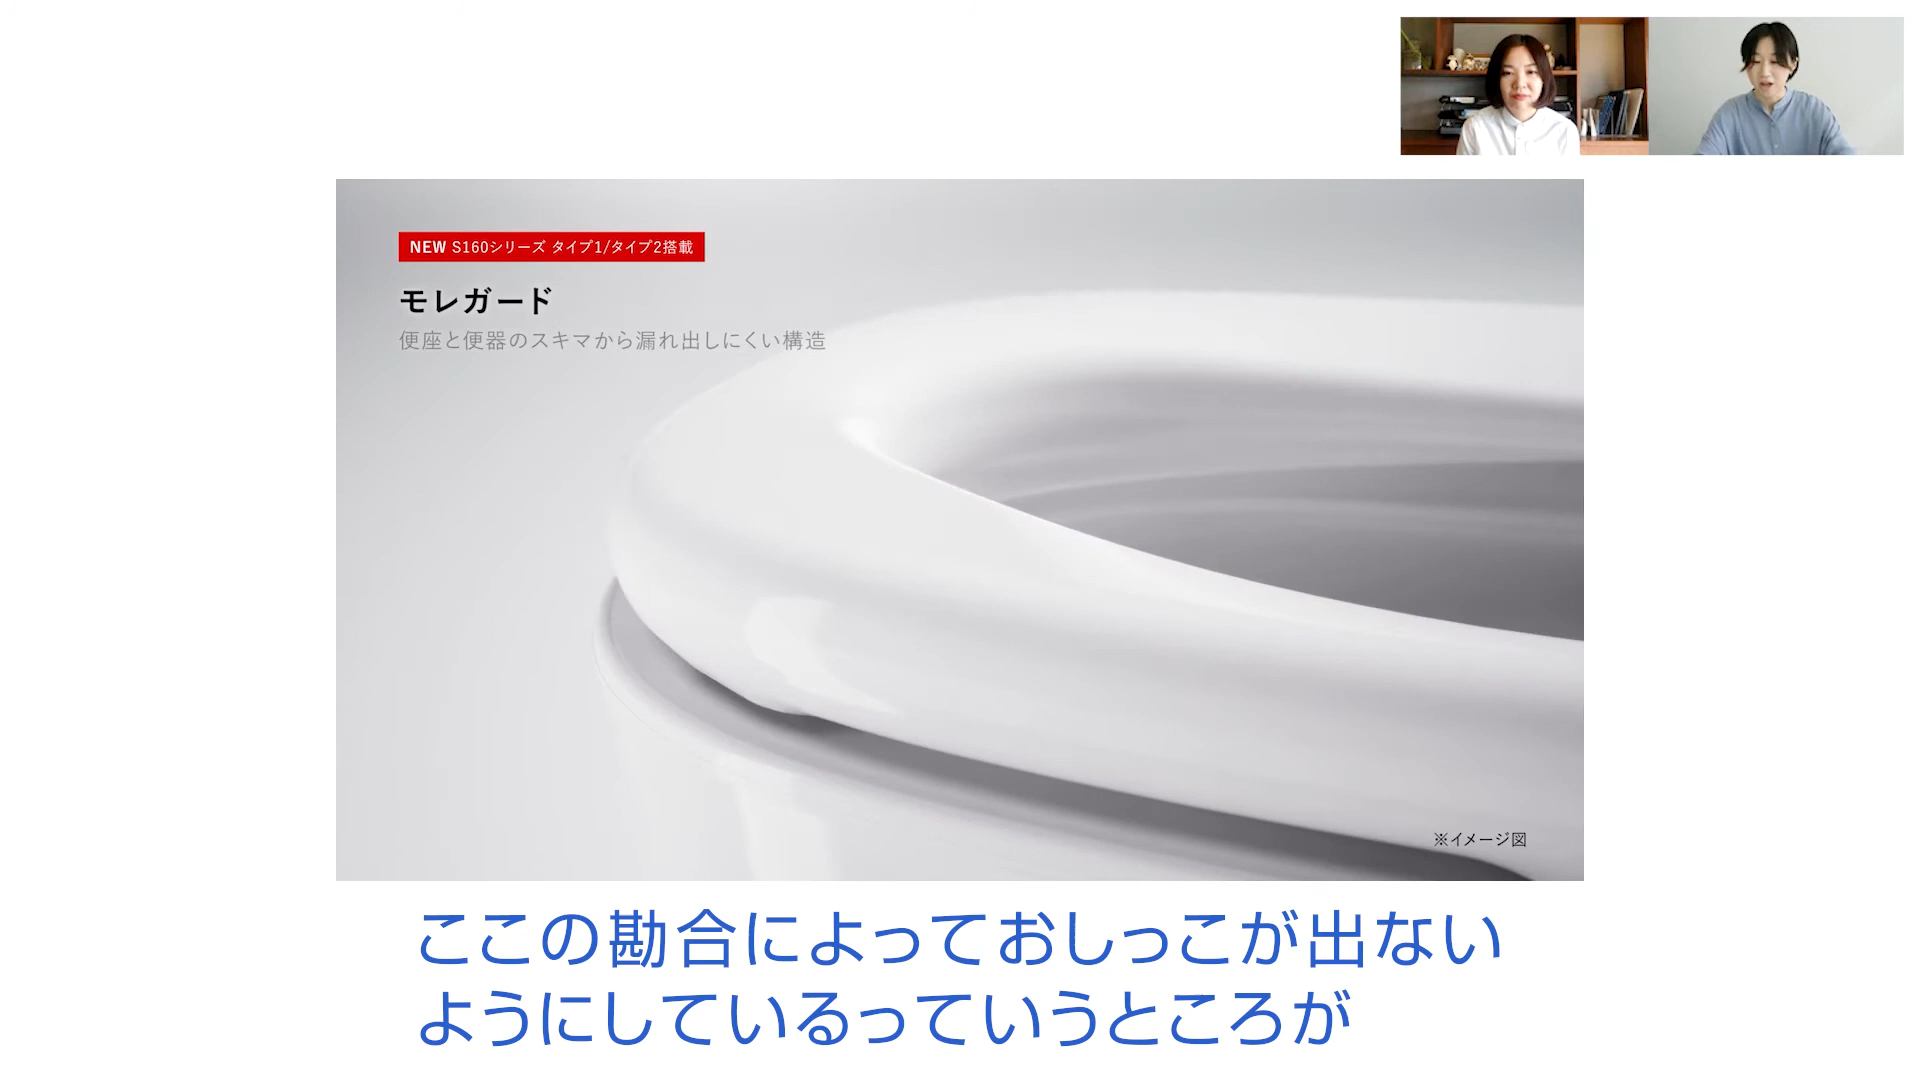 NEW S160シリーズ タイプ1/タイプ2搭載
モレガード
便座と便器のスキマから漏れ出しにくい構造
※イメージ図
ここの勘合によっておしっこが出ない
ようにしているっていうところが